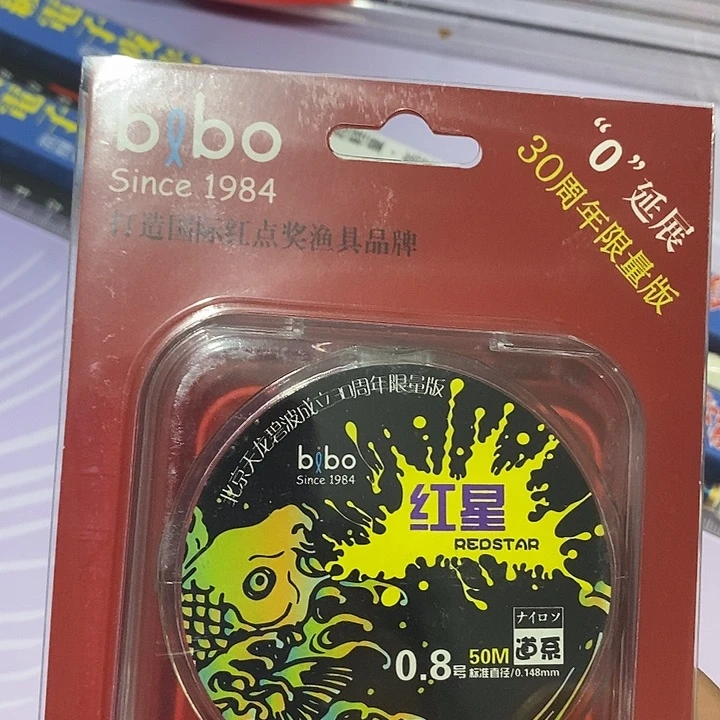 bibo
Since 1984
打造国际红点奖渔具品牌
“0”延展
30周年限量版
北京天龙碧波成立30周年限量版
bibo
Since 1984
红星
REDSTAR
ナイロン
道系
0.8号
50M
标准直径/0.148mm